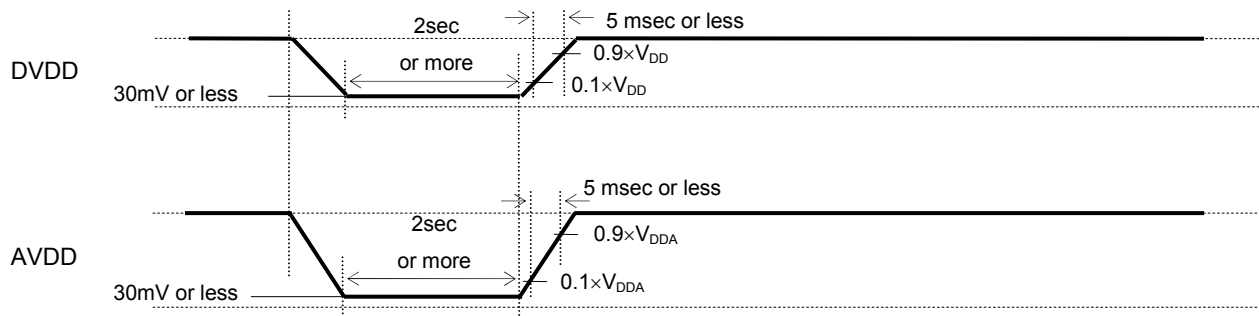 5 msec or less
2sec
0.9×VDD
DVDD
or more
0.1×VDD
30mV or less
5 msec or less
2sec
0.9×VDDA
AVDD
or more
0.1×VDDA
30mV or less